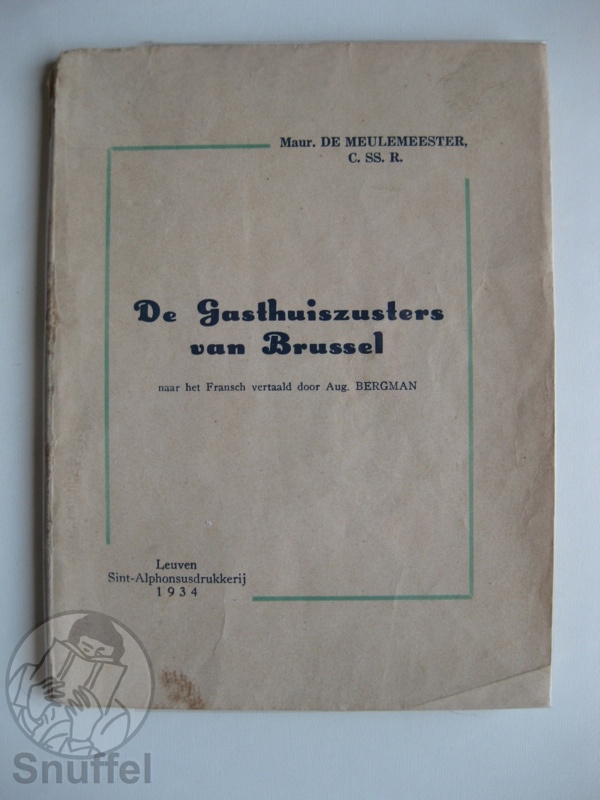 Maur. DE MEULEMEESTER,
C. SS. R.
De Gasthuiszusters
van Brussel
naar het Fransch vertaald door Aug. BERGMAN
Leuven
Sint-Alphonsusdrukkerij
1934
Snuffel